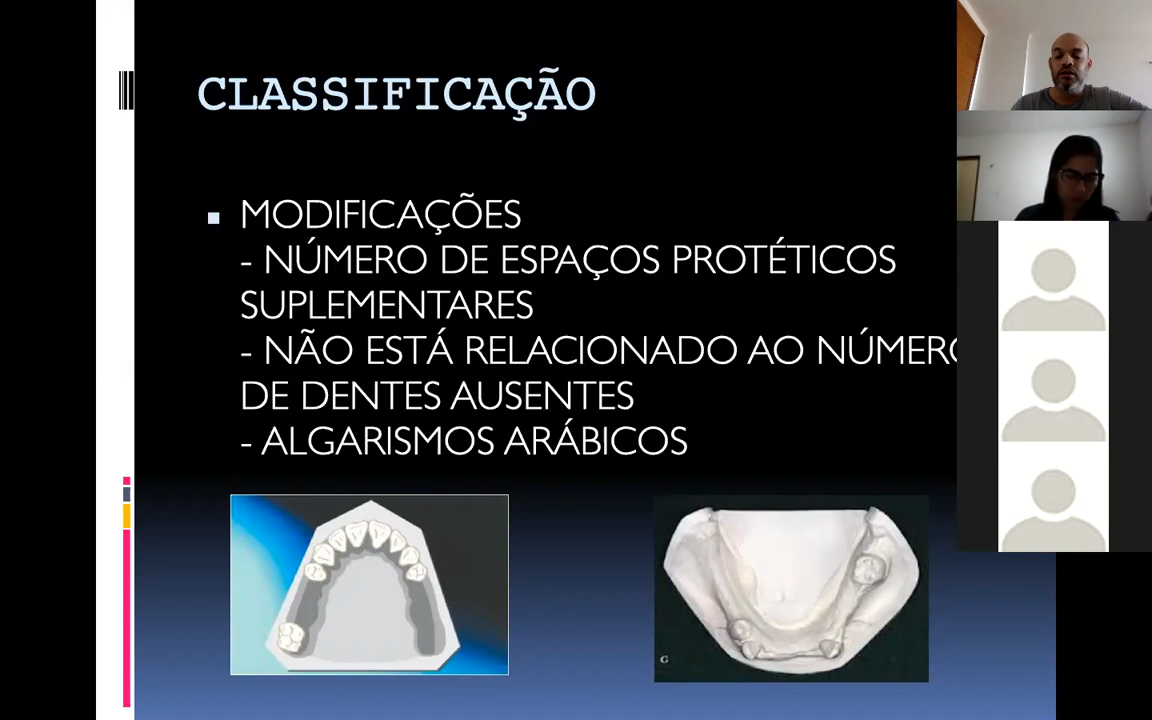 CLASSIFICAÇÃO
MODIFICAÇÕES
- NÚMERO DE ESPAÇOS PROTÉTICOS
SUPLEMENTARES
- NÃO ESTÁ RELACIONADO AO NÚMERO
DE DENTES AUSENTES
- ALGARISMOS ARÁBICOS
G